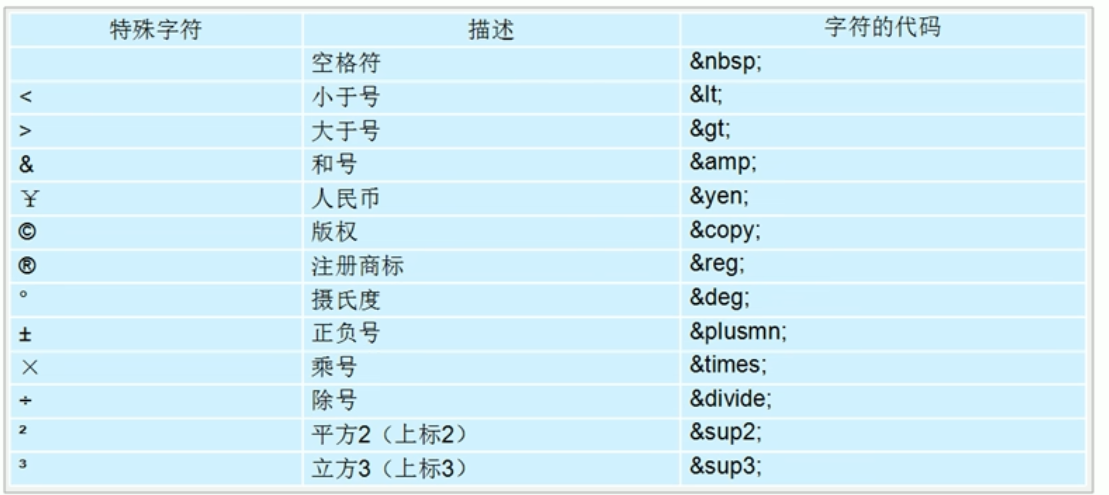 特殊字符 描述 字符的代码
空格符 &nbsp;
< 小于号 &lt;
> 大于号 &gt;
& 和号 &amp;
¥ 人民币 &yen;
© 版权 &copy;
® 注册商标 &reg;
° 摄氏度 &deg;
± 正负号 &plusmn;
× 乘号 &times;
÷ 除号 &divide;
² 平方2（上标2） &sup2;
³ 立方3（上标3） &sup3;